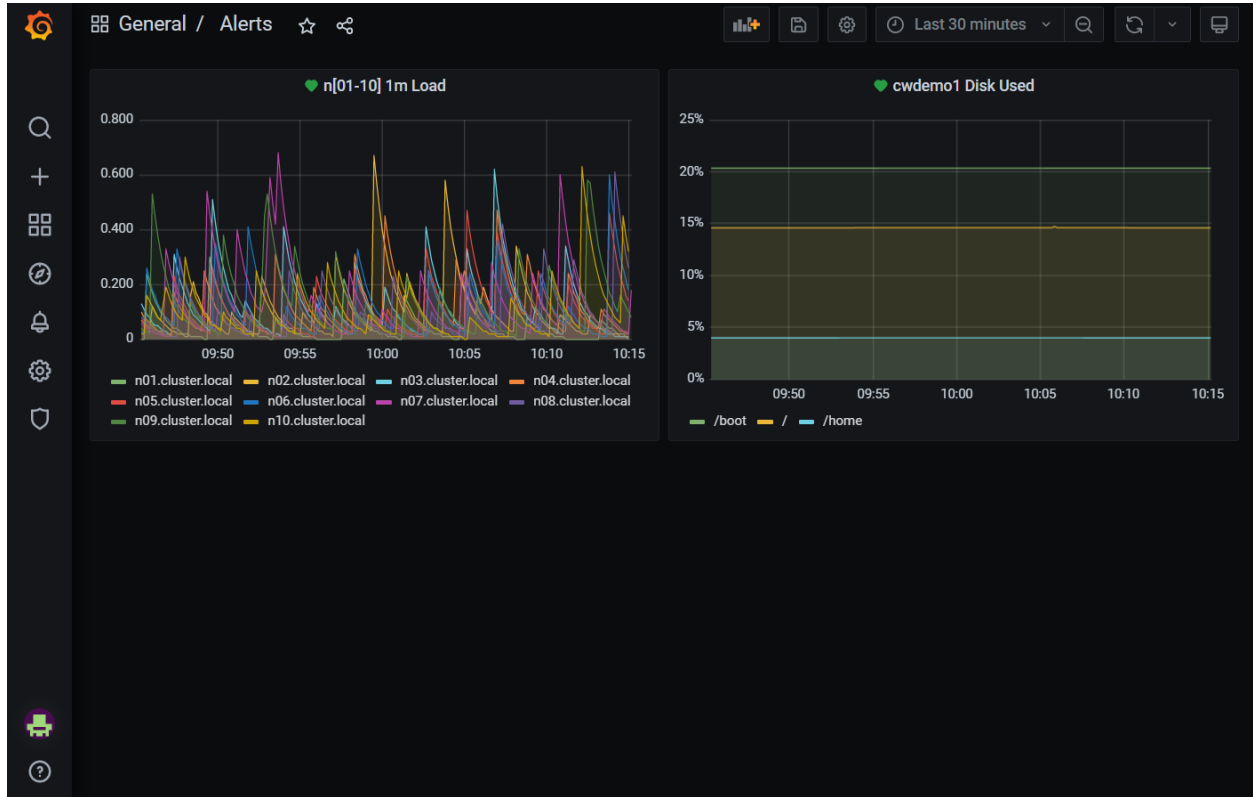 General / Alerts
Last 30 minutes
n[01-10] 1m Load
0.800
0.600
0.400
0.200
0
09:50 09:55 10:00 10:05 10:10 10:15
n01.cluster.local n02.cluster.local n03.cluster.local n04.cluster.local
n05.cluster.local n06.cluster.local n07.cluster.local n08.cluster.local
n09.cluster.local n10.cluster.local
cwdemo1 Disk Used
25%
20%
15%
10%
5%
0%
09:50 09:55 10:00 10:05 10:10 10:15
/boot / /home